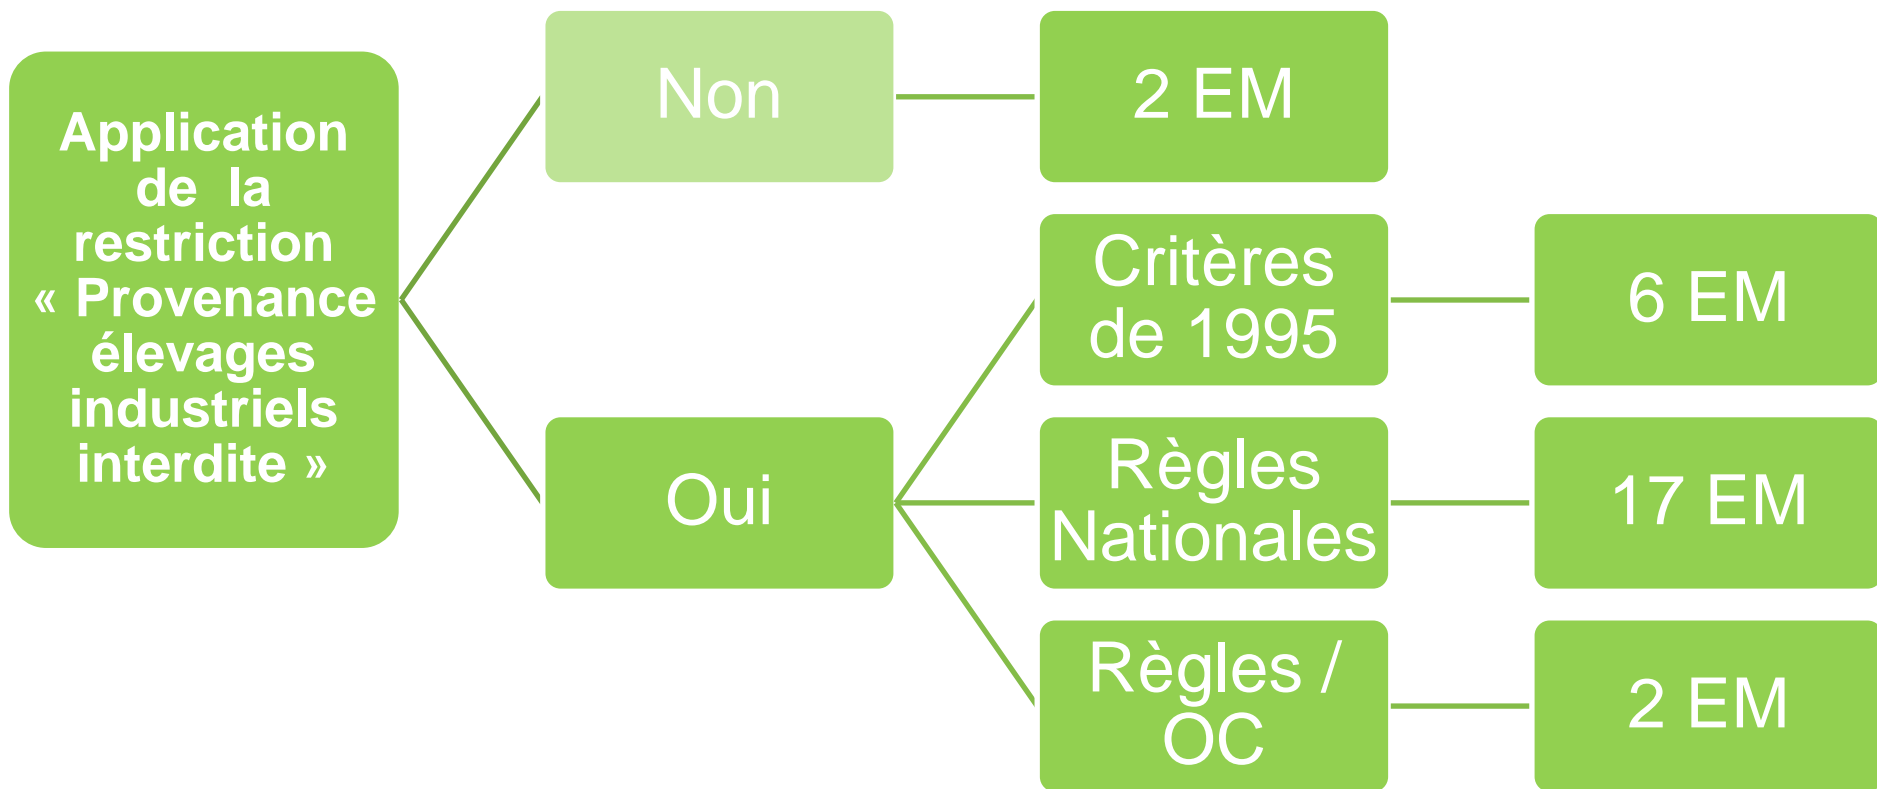 Application
de la
restriction
« Provenance
élevages
industriels
interdite »
Non
2 EM
Oui
Critères
de 1995
6 EM
Règles
Nationales
17 EM
Règles /
OC
2 EM